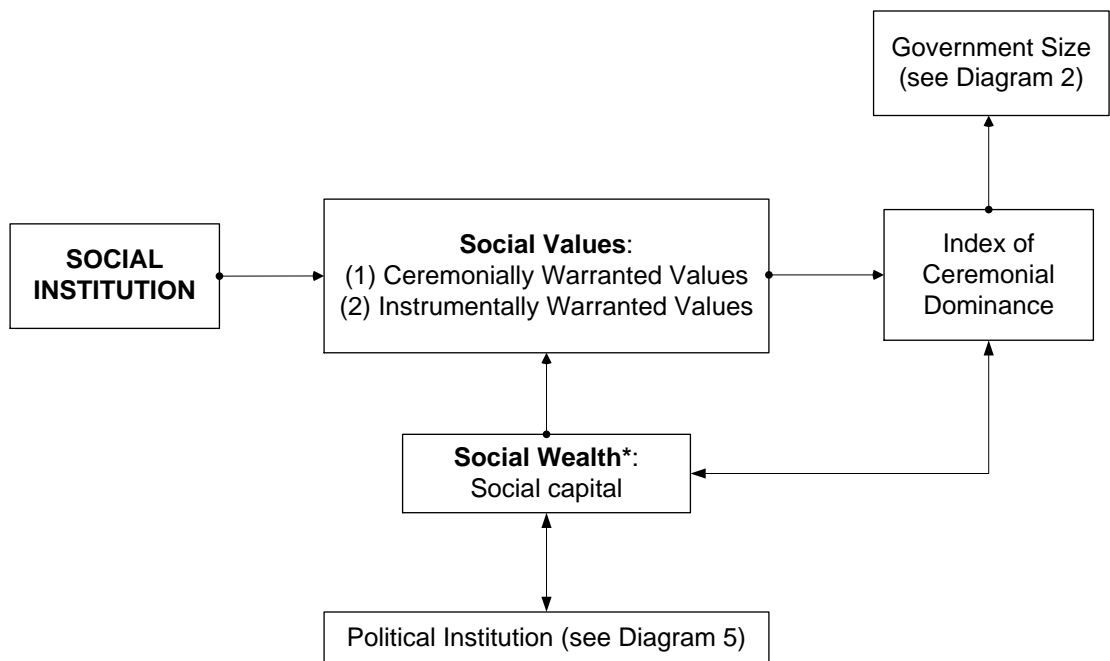 Government Size
(see Diagram 2)
SOCIAL
INSTITUTION
Social Values:
(1) Ceremonially Warranted Values
(2) Instrumentally Warranted Values
Index of
Ceremonial
Dominance
Social Wealth*:
Social capital
Political Institution (see Diagram 5)